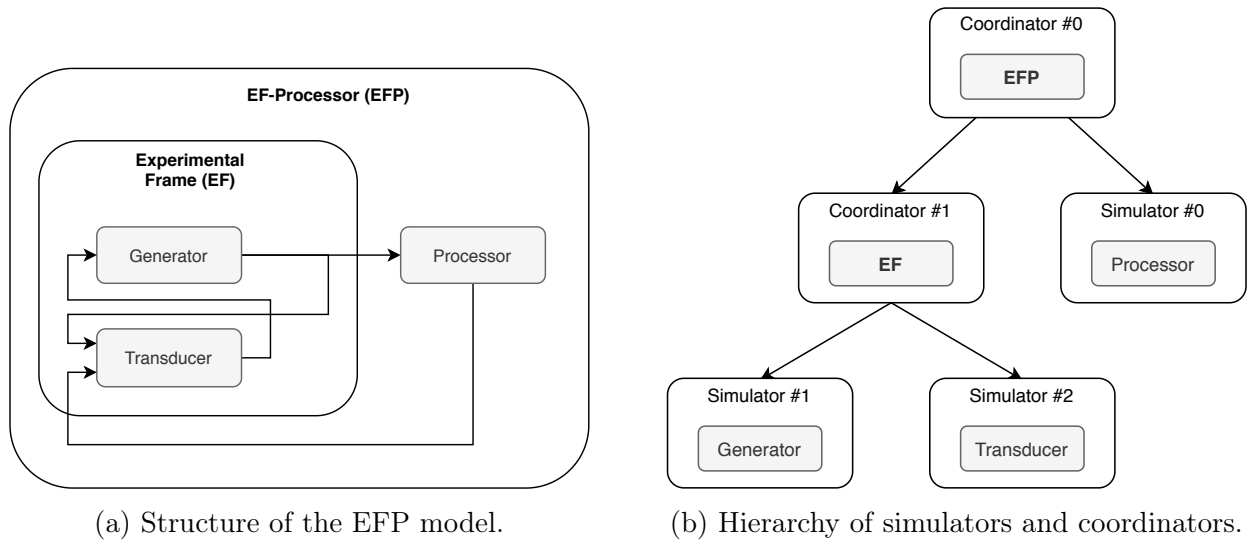 EF-Processor (EFP)
Experimental
Frame (EF)
Generator
Processor
Transducer
(a) Structure of the EFP model.
Coordinator #0
EFP
Coordinator #1
EF
Simulator #0
Processor
Simulator #1
Generator
Simulator #2
Transducer
(b) Hierarchy of simulators and coordinators.